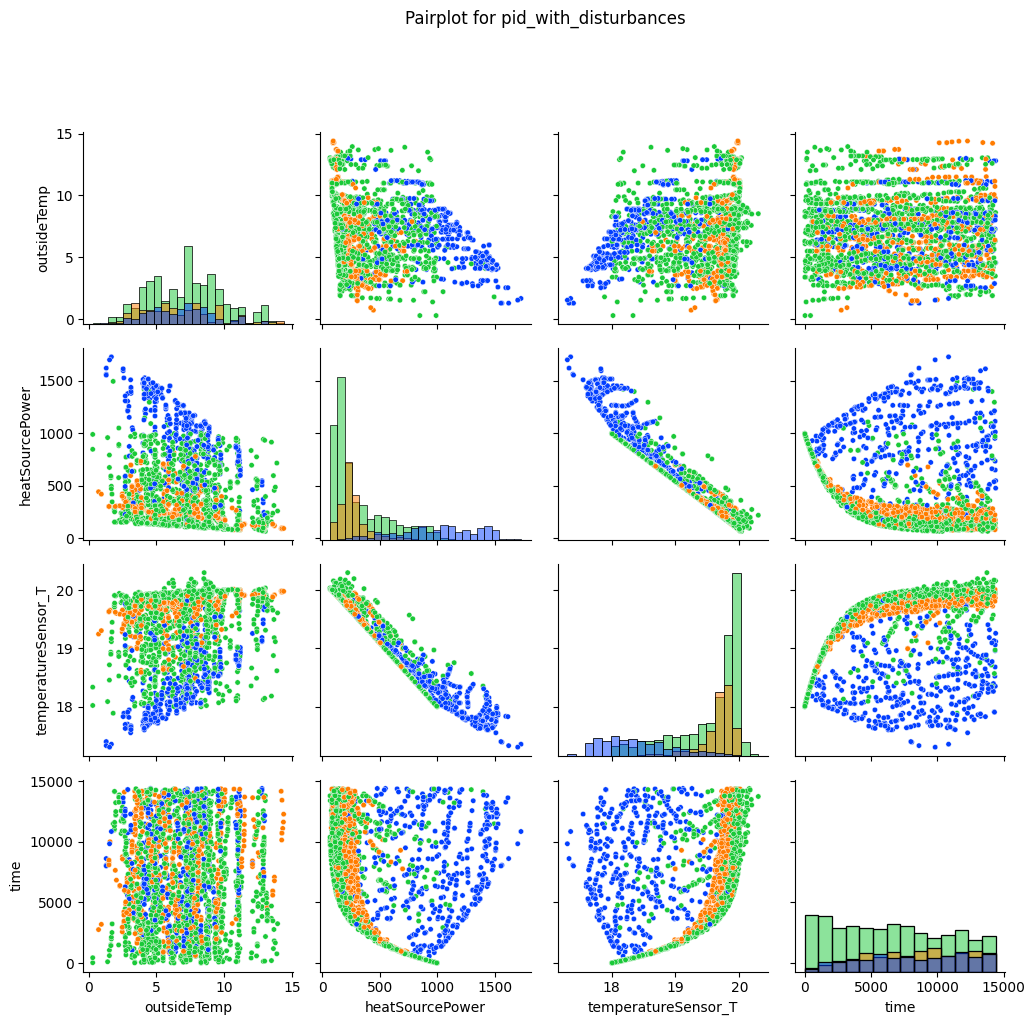 Pairplot for pid_with_disturbances
15
10
5
0
outsideTemp
1500
1000
500
0
heatSourcePower
20
19
18
temperatureSensor_T
15000
10000
5000
0
time
0 5 10 15
0 500 1000 1500
18 19 20
0 5000 10000 15000
outsideTemp heatSourcePower temperatureSensor_T time